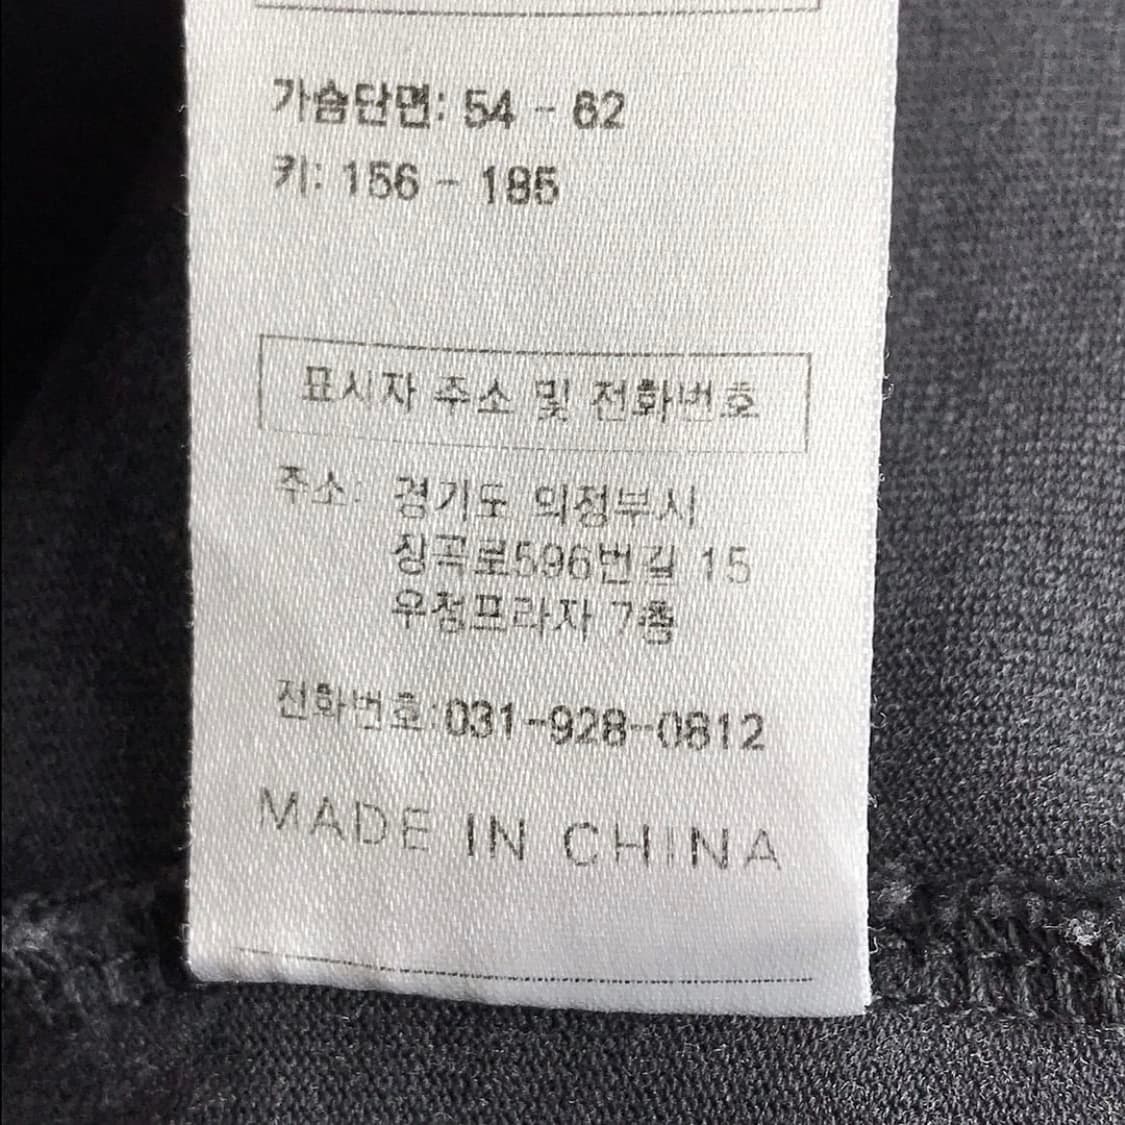 가슴단면: 54 - 62
키: 156 - 185
표시자 주소 및 전화번호
주소: 경기도 의정부시
싱곡로596번길 15
우정프라자 7층
전화번호:031-928-0812
MADE IN CHINA